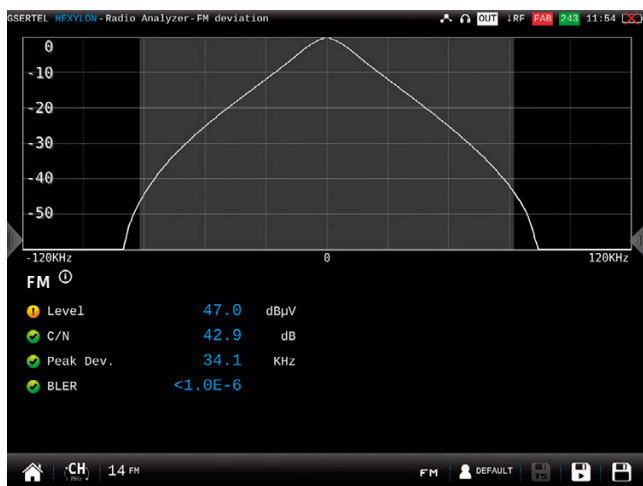 GSERTEL HEXYLON-Radio Analyzer-FM deviation OUT ↓RF FAB 243 11:54
0
-10
-20
-30
-40
-50
-120KHz 0 120KHz
FM
Level 47.0 dBµV
C/N 42.9 dB
Peak Dev. 34.1 KHz
BLER <1.0E-6
CH 14 FM FM DEFAULT
MHz